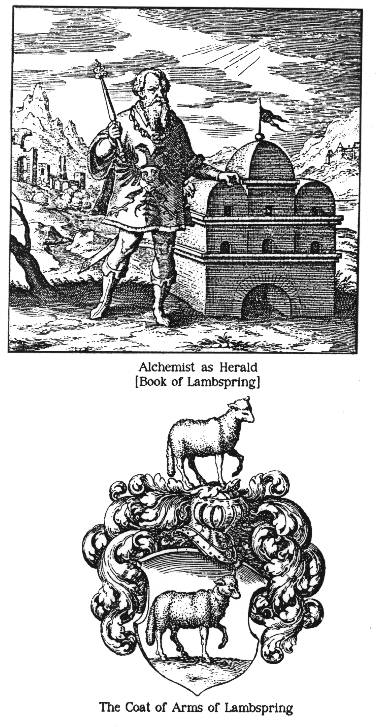 Alchemist as Herald
[Book of Lambspring]
The Coat of Arms of Lambspring